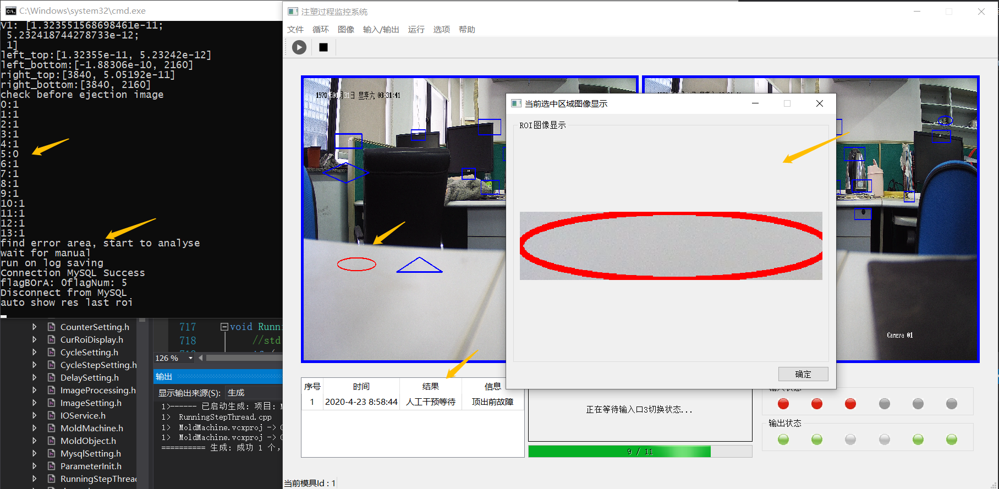 C:\Windows\system32\cmd.exe
V1: [1.323551568698461e-11;
5.232418744278733e-12;
1]
left_top:[1.32355e-11, 5.23242e-12]
left_bottom:[-1.88306e-10, 2160]
right_top:[3840, 5.05192e-11]
right_bottom:[3840, 2160]
check before ejection image
0:1
1:1
2:1
3:1
4:1
5:0
6:1
7:1
8:1
9:1
10:1
11:1
12:1
13:1
find error area, start to analyse
wait for manual
run on log saving
Connection MySQL Success
flagBOrA: 0flagNum: 5
Disconnect from MySQL
auto show res last roi
CounterSetting.h
CurRoiDisplay.h
CycleSetting.h
CycleStepSetting.h
DelaySetting.h
ImageProcessing.h
ImageSetting.h
IOService.h
MoldMachine.h
MoldObject.h
MysqlSetting.h
ParameterInit.h
RunningStepThread
717 void Runn
718 //std
126 %
输出
显示输出来源(S): 生成
1>------ 已启动生成: 项目: M
1> RunningStepThread.cpp
1> MoldMachine.vcxproj -> 
1> MoldMachine.vcxproj -> 
========== 生成: 成功 1 个,
注塑过程监控系统
文件 循环 图像 输入/输出 运行 选项 帮助
1970年01月31日 星期六 03:31:41
当前选中区域图像显示
ROI图像显示
确定
Camera 01
序号 时间 结果 信息
1 2020-4-23 8:58:44 人工干预等待 顶出前故障
正在等待输入口3切换状态...
9 / 11
输入状态
输出状态
当前模具Id : 1